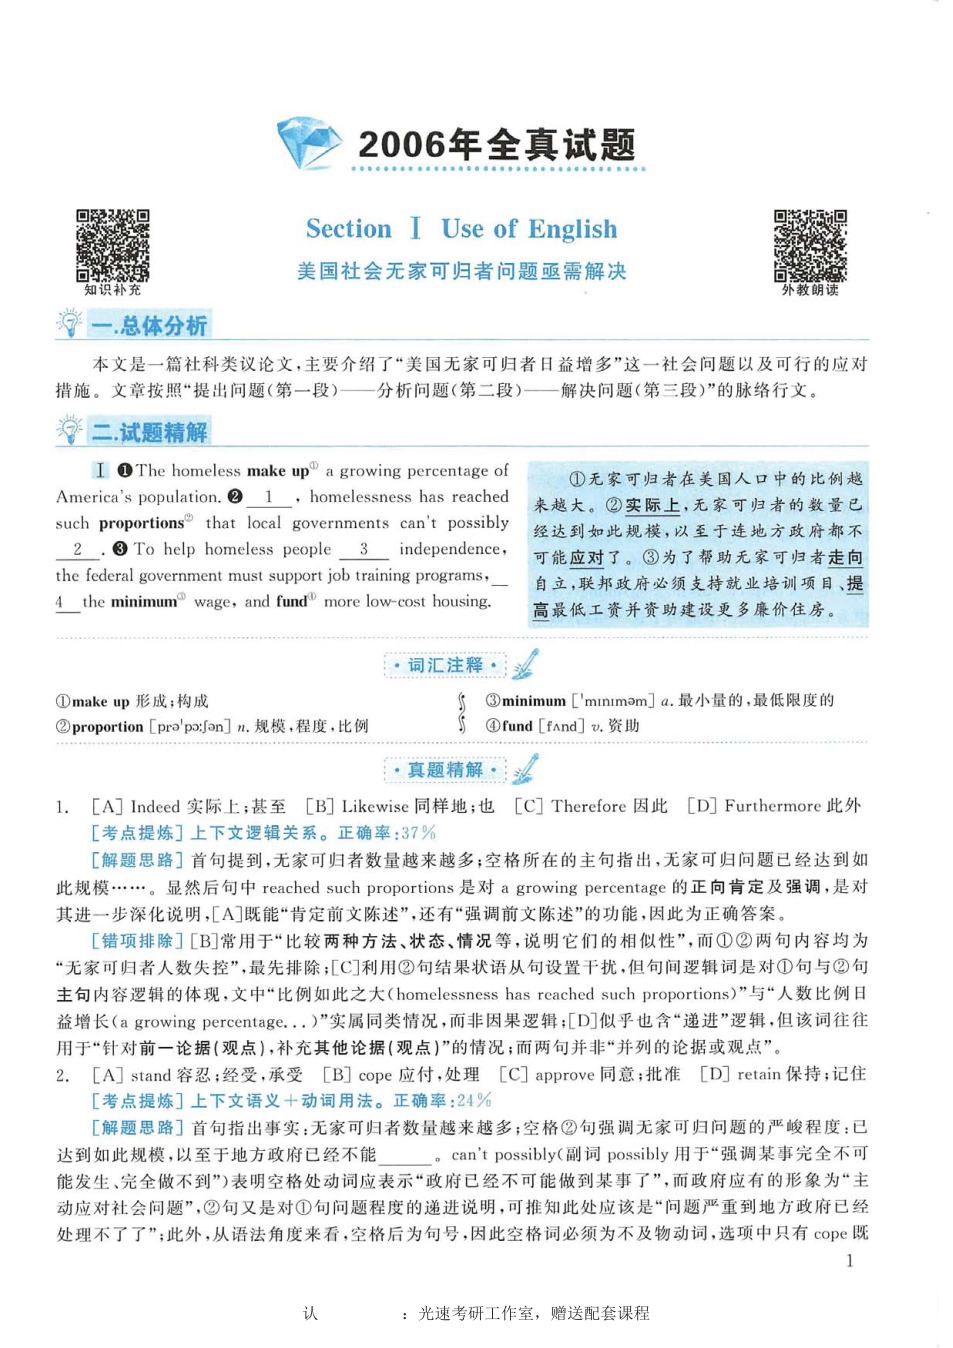 2006年全真试题
Section Ⅰ Use of English
美国社会无家可归者问题亟需解决
知识补充
外教朗读
一.总体分析
本文是一篇社科类议论文,主要介绍了“美国无家可归者日益增多”这一社会问题以及可行的应对
措施。文章按照“提出问题(第一段)——分析问题(第二段)——解决问题(第三段)”的脉络行文。
二.试题精解
Ⅰ ❶The homeless make up① a growing percentage of
America's population. ❷ 1 , homelessness has reached
such proportions② that local governments can't possibly
2 . ❸ To help homeless people 3 independence,
the federal government must support job training programs,
4 the minimum③ wage, and fund④ more low-cost housing.
①无家可归者在美国人口中的比例越
来越大。②实际上,无家可归者的数量已
经达到如此规模,以至于连地方政府都不
可能应对了。③为了帮助无家可归者走向
自立,联邦政府必须支持就业培训项目、提
高最低工资并资助建设更多廉价住房。
·词汇注释·
①make up 形成;构成
②proportion [prə'pɔːʃən] n. 规模,程度,比例
③minimum ['mɪnɪməm] a. 最小量的,最低限度的
④fund [fʌnd] v. 资助
·真题精解·
1. [A] Indeed 实际上;甚至 [B] Likewise 同样地;也 [C] Therefore 因此 [D] Furthermore 此外
[考点提炼] 上下文逻辑关系。正确率:37%
[解题思路] 首句提到,无家可归者数量越来越多;空格所在的主句指出,无家可归问题已经达到如
此规模……。显然后句中 reached such proportions 是对 a growing percentage 的正向肯定及强调,是对
其进一步深化说明,[A]既能“肯定前文陈述”,还有“强调前文陈述”的功能,因此为正确答案。
[错项排除] [B]常用于“比较两种方法、状态、情况等,说明它们的相似性”,而①②两句内容均为
“无家可归者人数失控”,最先排除;[C]利用②句结果状语从句设置干扰,但句间逻辑词是对①句与②句
主句内容逻辑的体现,文中“比例如此之大(homelessness has reached such proportions)”与“人数比例日
益增长(a growing percentage...)”实属同类情况,而非因果逻辑;[D]似乎也含“递进”逻辑,但该词往往
用于“针对前一论据(观点),补充其他论据(观点)”的情况;而两句并非“并列的论据或观点”。
2. [A] stand 容忍;经受,承受 [B] cope 应付,处理 [C] approve 同意;批准 [D] retain 保持;记住
[考点提炼] 上下文语义+动词用法。正确率:24%
[解题思路] 首句指出事实:无家可归者数量越来越多;空格②句强调无家可归问题的严峻程度:已
达到如此规模,以至于地方政府已经不能____。can't possibly(副词 possibly 用于“强调某事完全不可
能发生、完全做不到”)表明空格处动词应表示“政府已经不可能做到某事了”,而政府应有的形象为“主
动应对社会问题”,②句又是对①句问题程度的递进说明,可推知此处应该是“问题严重到地方政府已经
处理不了了”;此外,从语法角度来看,空格后为句号,因此空格词必须为不及物动词,选项中只有 cope 既
1
认 :光速考研工作室，赠送配套课程